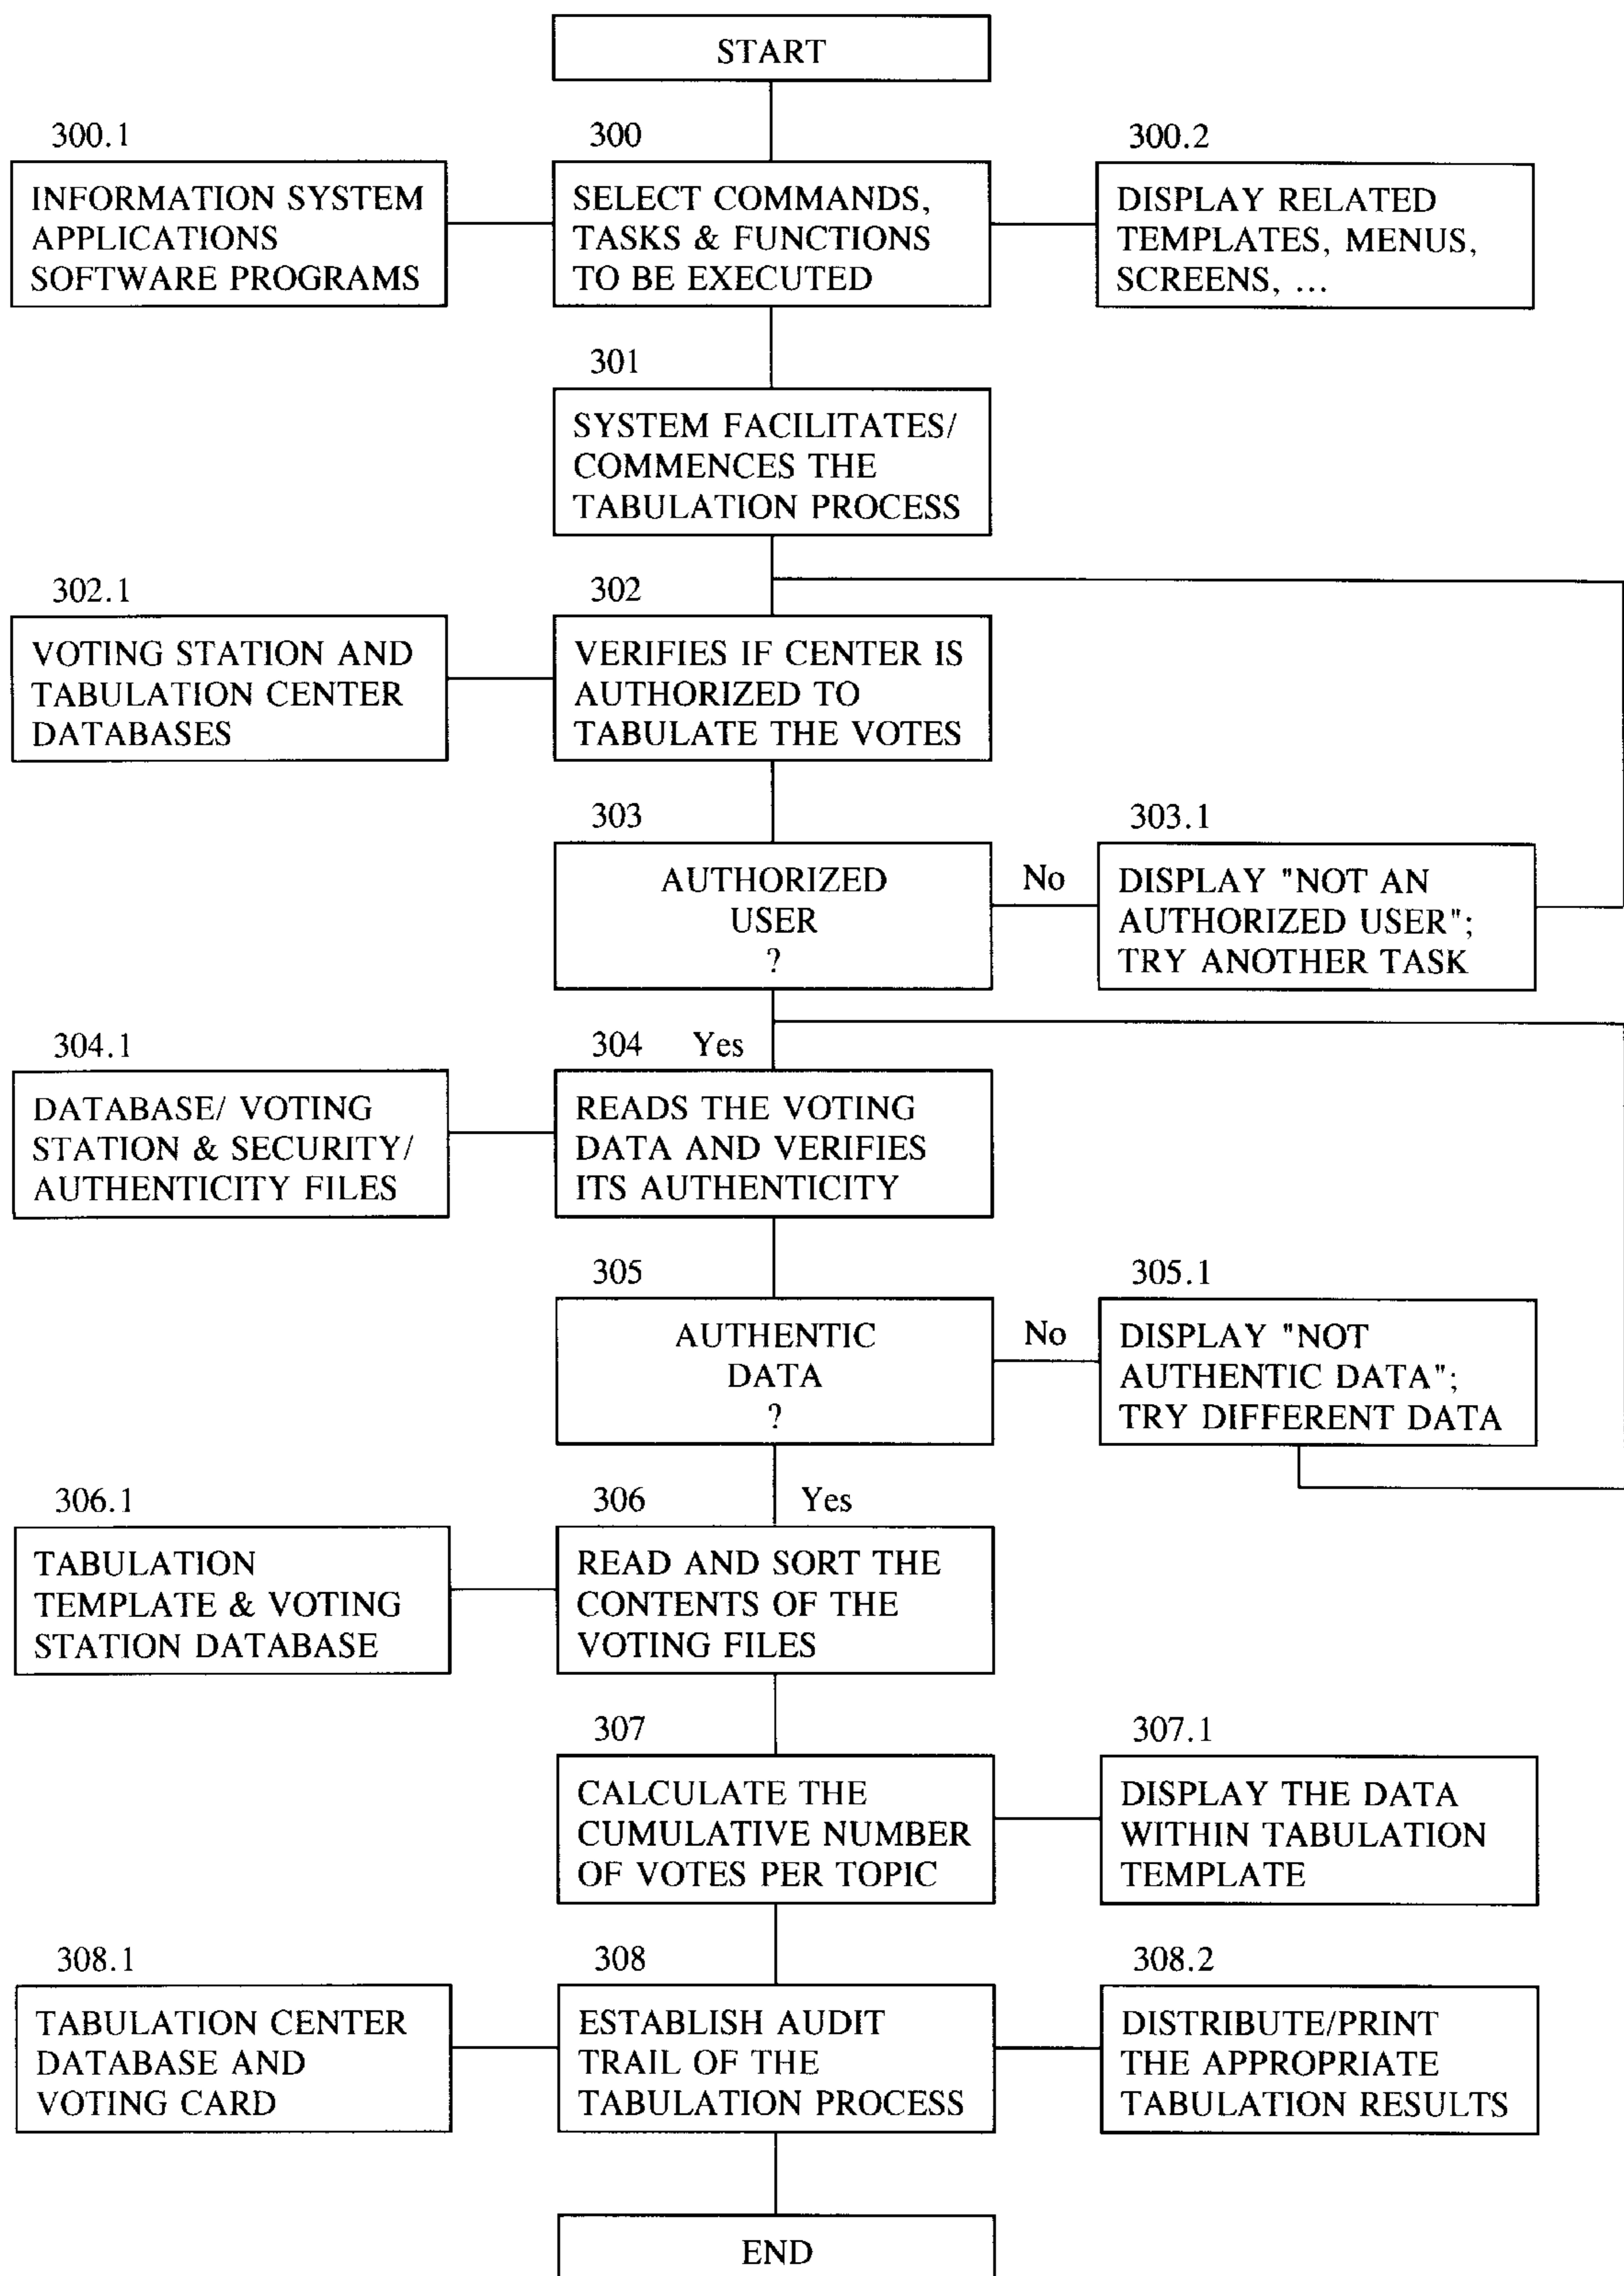 START
300.1
300
300.2
INFORMATION SYSTEM
APPLICATIONS
SOFTWARE PROGRAMS
SELECT COMMANDS,
TASKS & FUNCTIONS
TO BE EXECUTED
DISPLAY RELATED
TEMPLATES, MENUS,
SCREENS, ...
301
SYSTEM FACILITATES/
COMMENCES THE
TABULATION PROCESS
302.1
302
VOTING STATION AND
TABULATION CENTER
DATABASES
VERIFIES IF CENTER IS
AUTHORIZED TO
TABULATE THE VOTES
303
303.1
AUTHORIZED
USER
?
No
DISPLAY "NOT AN
AUTHORIZED USER";
TRY ANOTHER TASK
304.1
304
Yes
DATABASE/ VOTING
STATION & SECURITY/
AUTHENTICITY FILES
READS THE VOTING
DATA AND VERIFIES
ITS AUTHENTICITY
305
305.1
AUTHENTIC
DATA
?
No
DISPLAY "NOT
AUTHENTIC DATA";
TRY DIFFERENT DATA
306.1
306
Yes
TABULATION
TEMPLATE & VOTING
STATION DATABASE
READ AND SORT THE
CONTENTS OF THE
VOTING FILES
307
307.1
CALCULATE THE
CUMULATIVE NUMBER
OF VOTES PER TOPIC
DISPLAY THE DATA
WITHIN TABULATION
TEMPLATE
308.1
308
308.2
TABULATION CENTER
DATABASE AND
VOTING CARD
ESTABLISH AUDIT
TRAIL OF THE
TABULATION PROCESS
DISTRIBUTE/PRINT
THE APPROPRIATE
TABULATION RESULTS
END